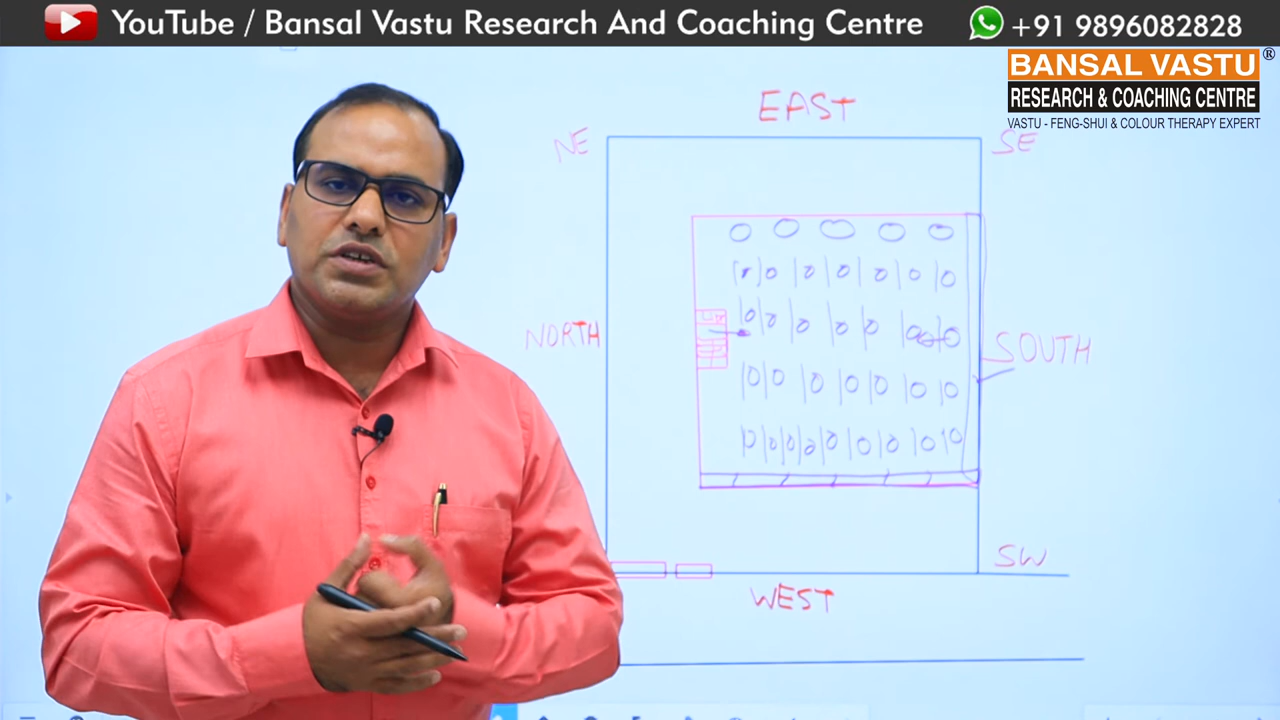 YouTube / Bansal Vastu Research And Coaching Centre
+91 9896082828
BANSAL VASTU®
RESEARCH & COACHING CENTRE
VASTU - FENG-SHUI & COLOUR THERAPY EXPERT
EAST
NE
SE
NORTH
SOUTH
SW
WEST